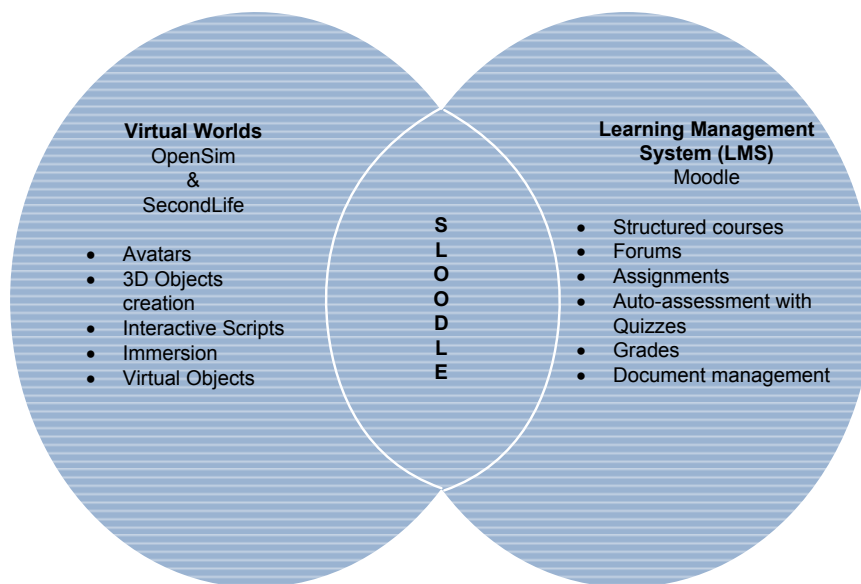 Virtual Worlds
OpenSim
&
SecondLife
• Avatars
• 3D Objects
creation
• Interactive Scripts
• Immersion
• Virtual Objects
S
L
O
O
D
L
E
Learning Management
System (LMS)
Moodle
• Structured courses
• Forums
• Assignments
• Auto-assessment with
Quizzes
• Grades
• Document management